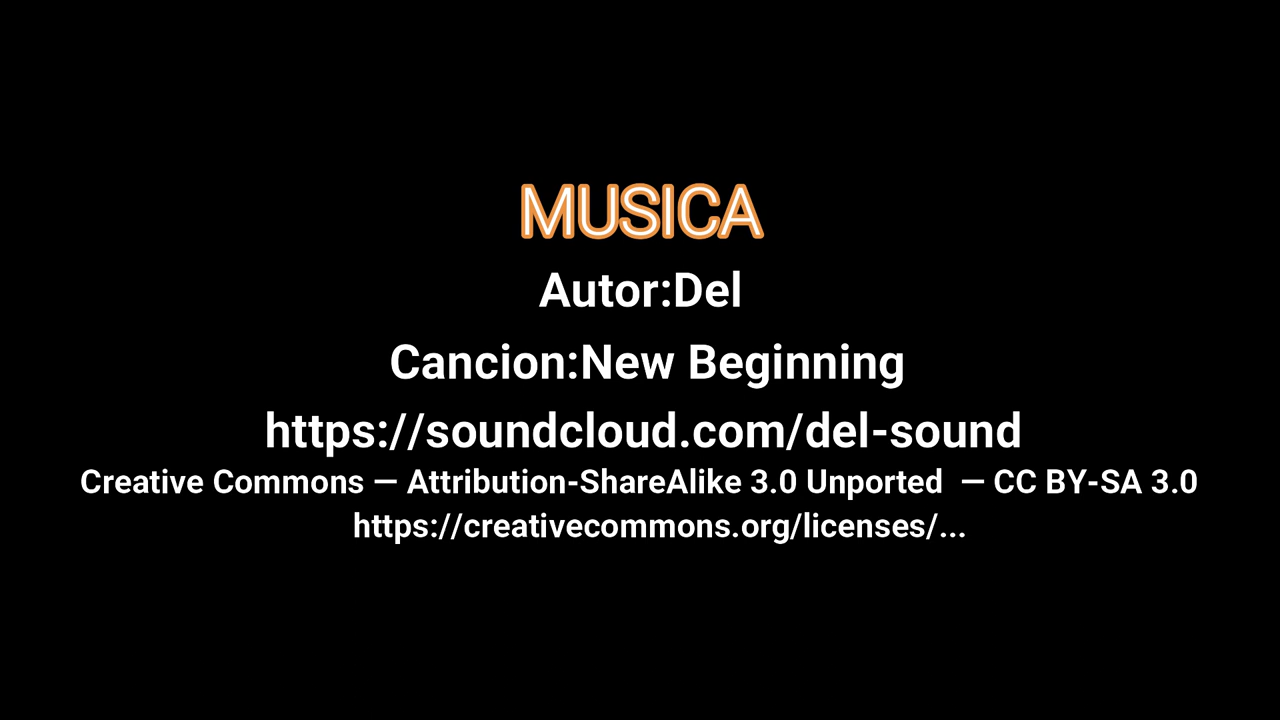 MUSICA
Autor:Del
Cancion:New Beginning
https://soundcloud.com/del-sound
Creative Commons — Attribution-ShareAlike 3.0 Unported — CC BY-SA 3.0
https://creativecommons.org/licenses/...